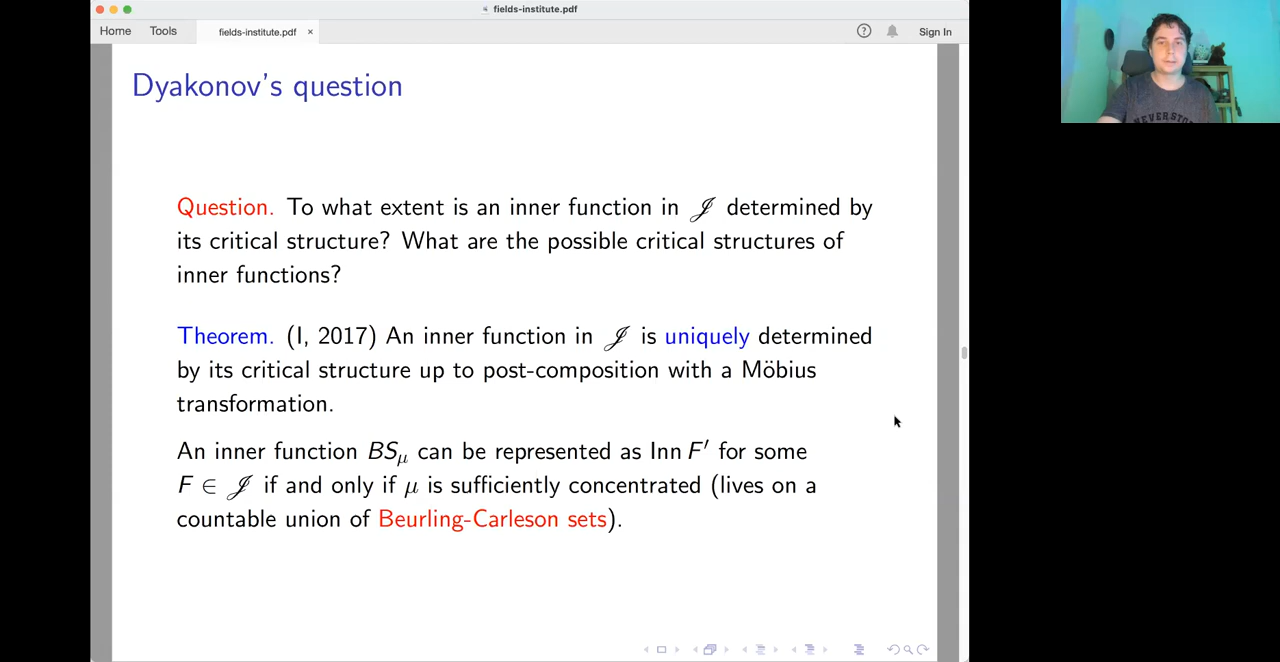 fields-institute.pdf
Home Tools fields-institute.pdf × Sign In
Dyakonov's question
Question. To what extent is an inner function in 𝒥 determined by
its critical structure? What are the possible critical structures of
inner functions?
Theorem. (I, 2017) An inner function in 𝒥 is uniquely determined
by its critical structure up to post-composition with a Möbius
transformation.
An inner function BSμ can be represented as Inn F′ for some
F ∈ 𝒥 if and only if μ is sufficiently concentrated (lives on a
countable union of Beurling-Carleson sets).